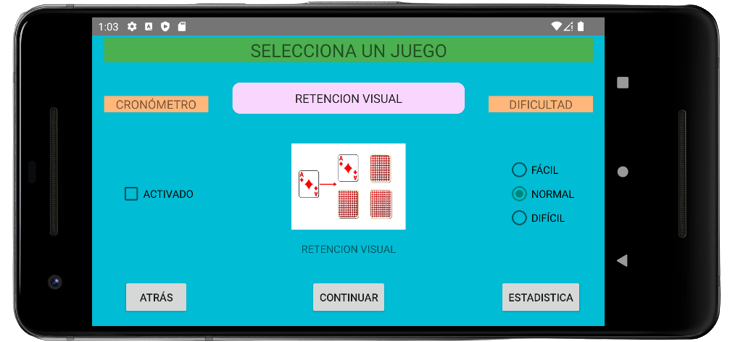 1:03
SELECCIONA UN JUEGO
CRONÓMETRO
RETENCION VISUAL
DIFICULTAD
A
A
A
A
ACTIVADO
FÁCIL
NORMAL
DIFÍCIL
RETENCION VISUAL
ATRÁS
CONTINUAR
ESTADISTICA